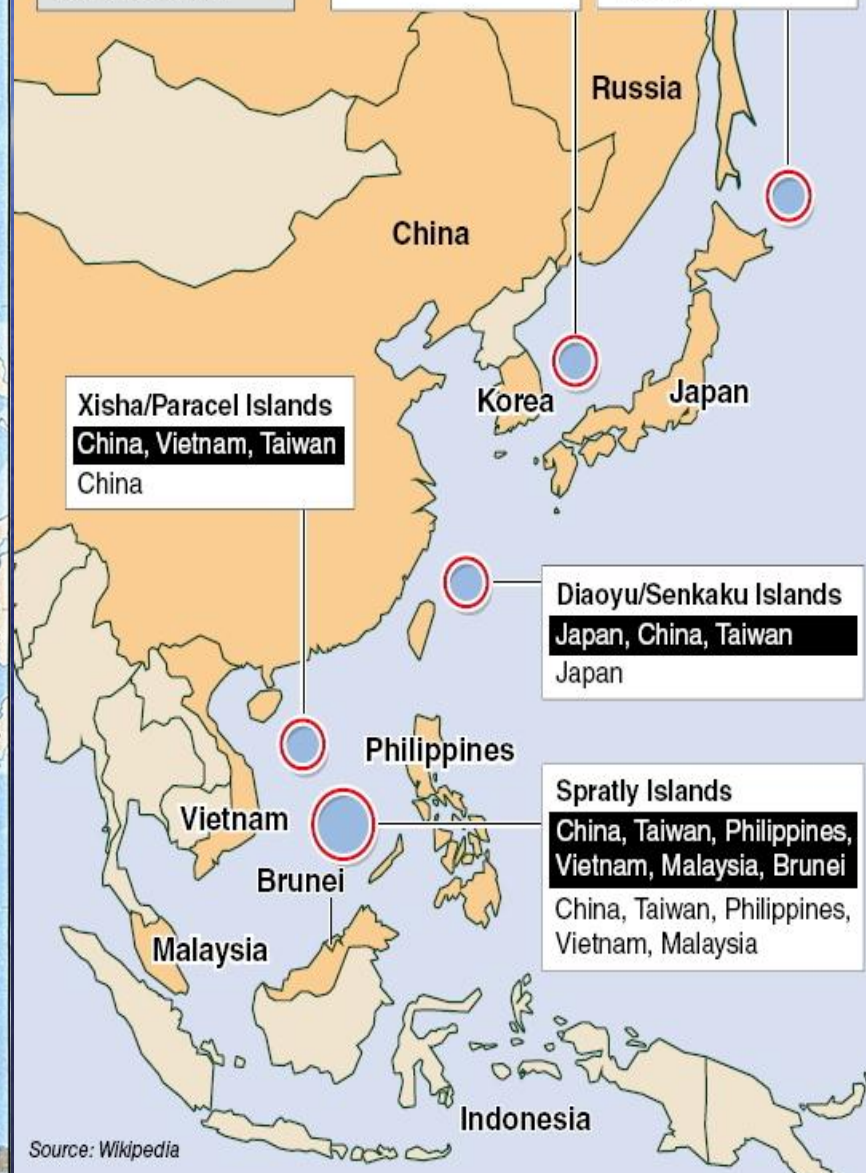 Russia
China
Korea
Japan
Xisha/Paracel Islands
China, Vietnam, Taiwan
China
Diaoyu/Senkaku Islands
Japan, China, Taiwan
Japan
Philippines
Vietnam
Spratly Islands
China, Taiwan, Philippines,
Vietnam, Malaysia, Brunei
China, Taiwan, Philippines,
Vietnam, Malaysia
Brunei
Malaysia
Indonesia
Source: Wikipedia